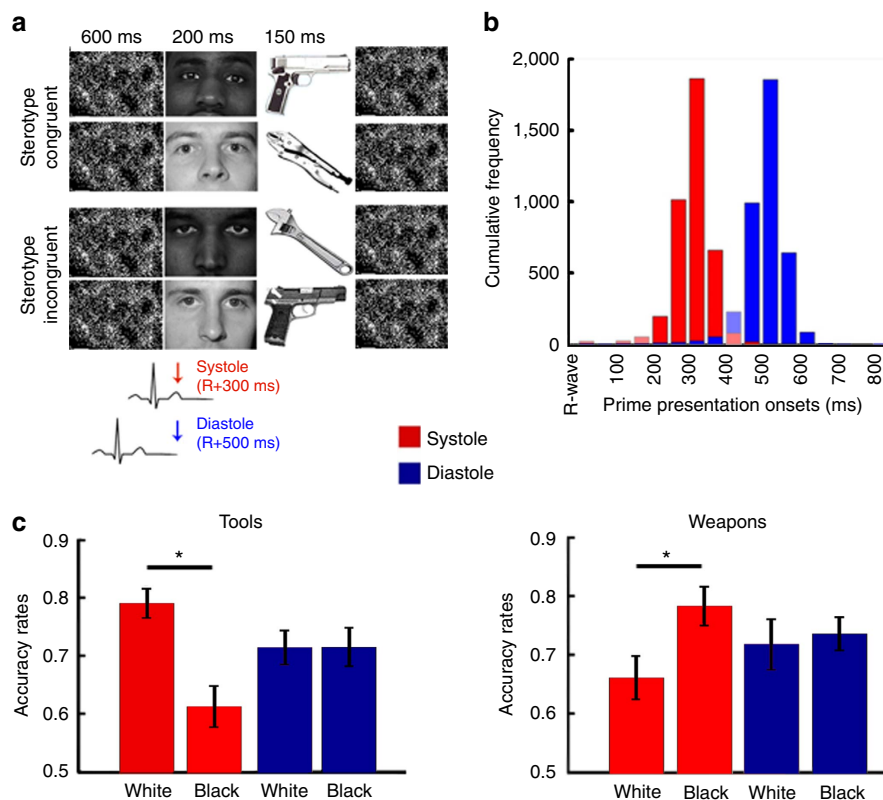 a
600 ms 200 ms 150 ms
Sterotype
congruent
Sterotype
incongruent
Systole
(R+300 ms)
Diastole
(R+500 ms)
b
2,000
1,500
1,000
500
0
Cumulative frequency
R-wave 100 200 300 400 500 600 700 800
Prime presentation onsets (ms)
Systole
Diastole
c
Tools
0.9
0.8
0.7
0.6
0.5
Accuracy rates
*
White Black White Black
Weapons
0.9
0.8
0.7
0.6
0.5
Accuracy rates
*
White Black White Black